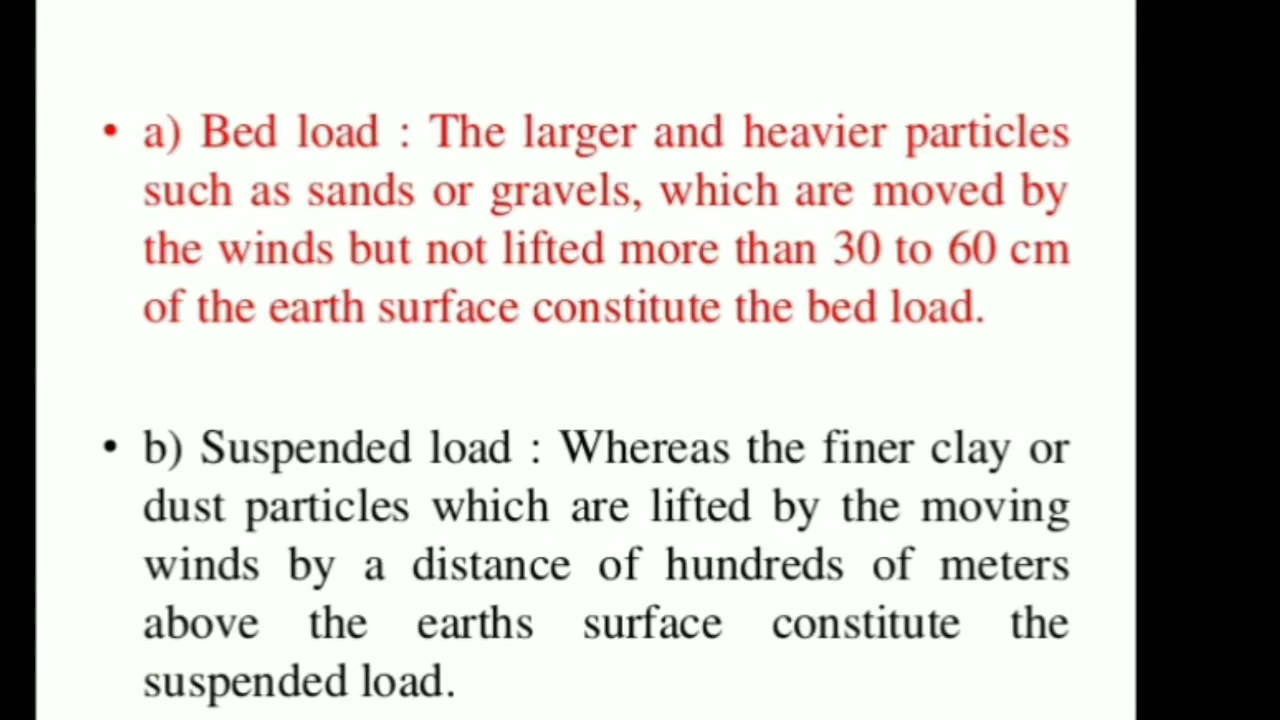 • a) Bed load : The larger and heavier particles
such as sands or gravels, which are moved by
the winds but not lifted more than 30 to 60 cm
of the earth surface constitute the bed load.
• b) Suspended load : Whereas the finer clay or
dust particles which are lifted by the moving
winds by a distance of hundreds of meters
above the earths surface constitute the
suspended load.